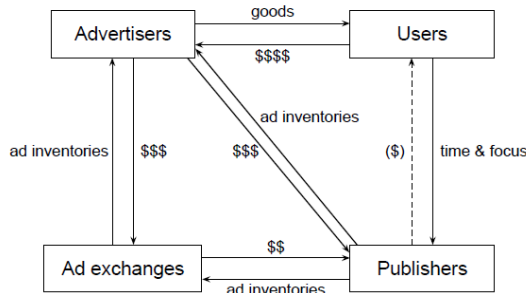 goods
Advertisers
Users
$$$$
ad inventories
ad inventories
$$$
$$$
($)
time & focus
$$
Ad exchanges
Publishers
ad inventories